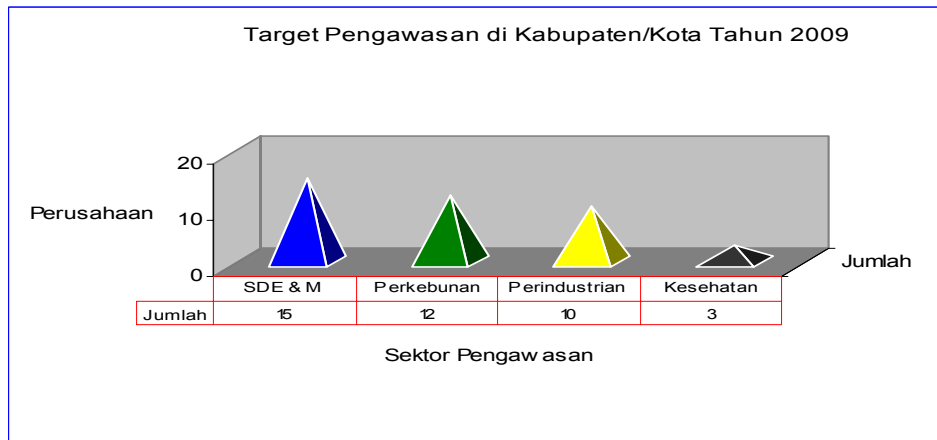 Target Pengawasan di Kabupaten/Kota Tahun 2009
20
10
0
Perusahaan
Jumlah
SDE & M Perkebunan Perindustrian Kesehatan
Jumlah 15 12 10 3
Sektor Pengawasan